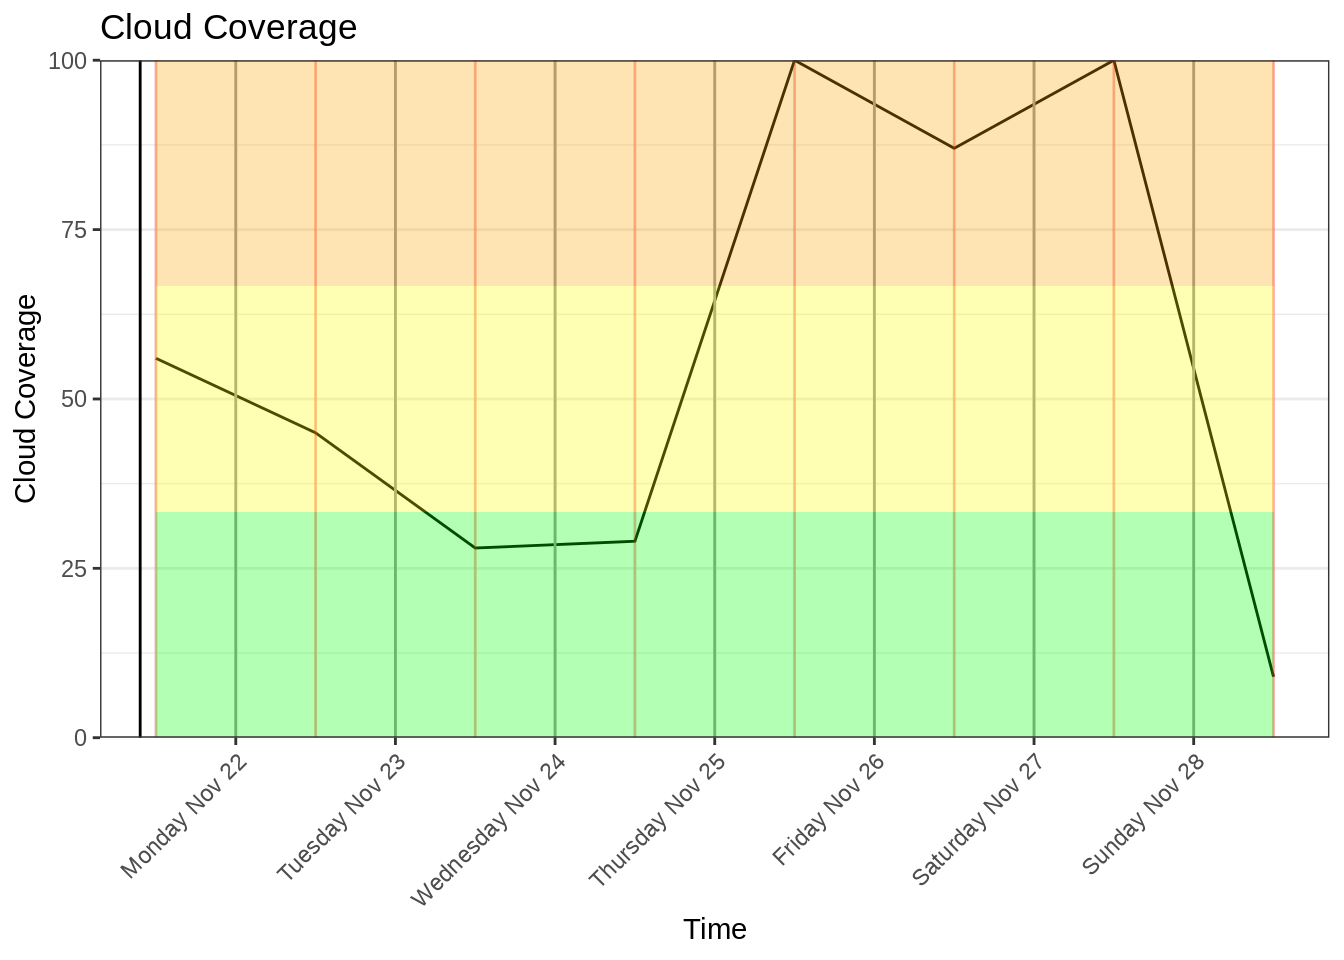 Cloud Coverage
Cloud Coverage
100
75
50
25
0
Monday Nov 22
Tuesday Nov 23
Wednesday Nov 24
Thursday Nov 25
Friday Nov 26
Saturday Nov 27
Sunday Nov 28
Time